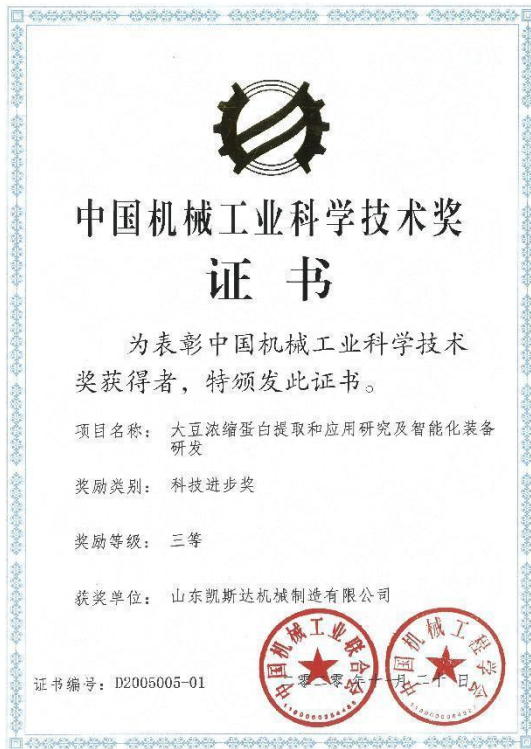 中国机械工业科学技术奖
证书
为表彰中国机械工业科学技术
奖获得者，特颁发此证书。
项目名称： 大豆浓缩蛋白提取和应用研究及智能化装备
研发
奖励类别： 科技进步奖
奖励等级： 三等
获奖单位： 山东凯斯达机械制造有限公司
中国机械工业联合会
中国机械工程学会
证书编号：D2005005-01
二零二零年十一月二十日